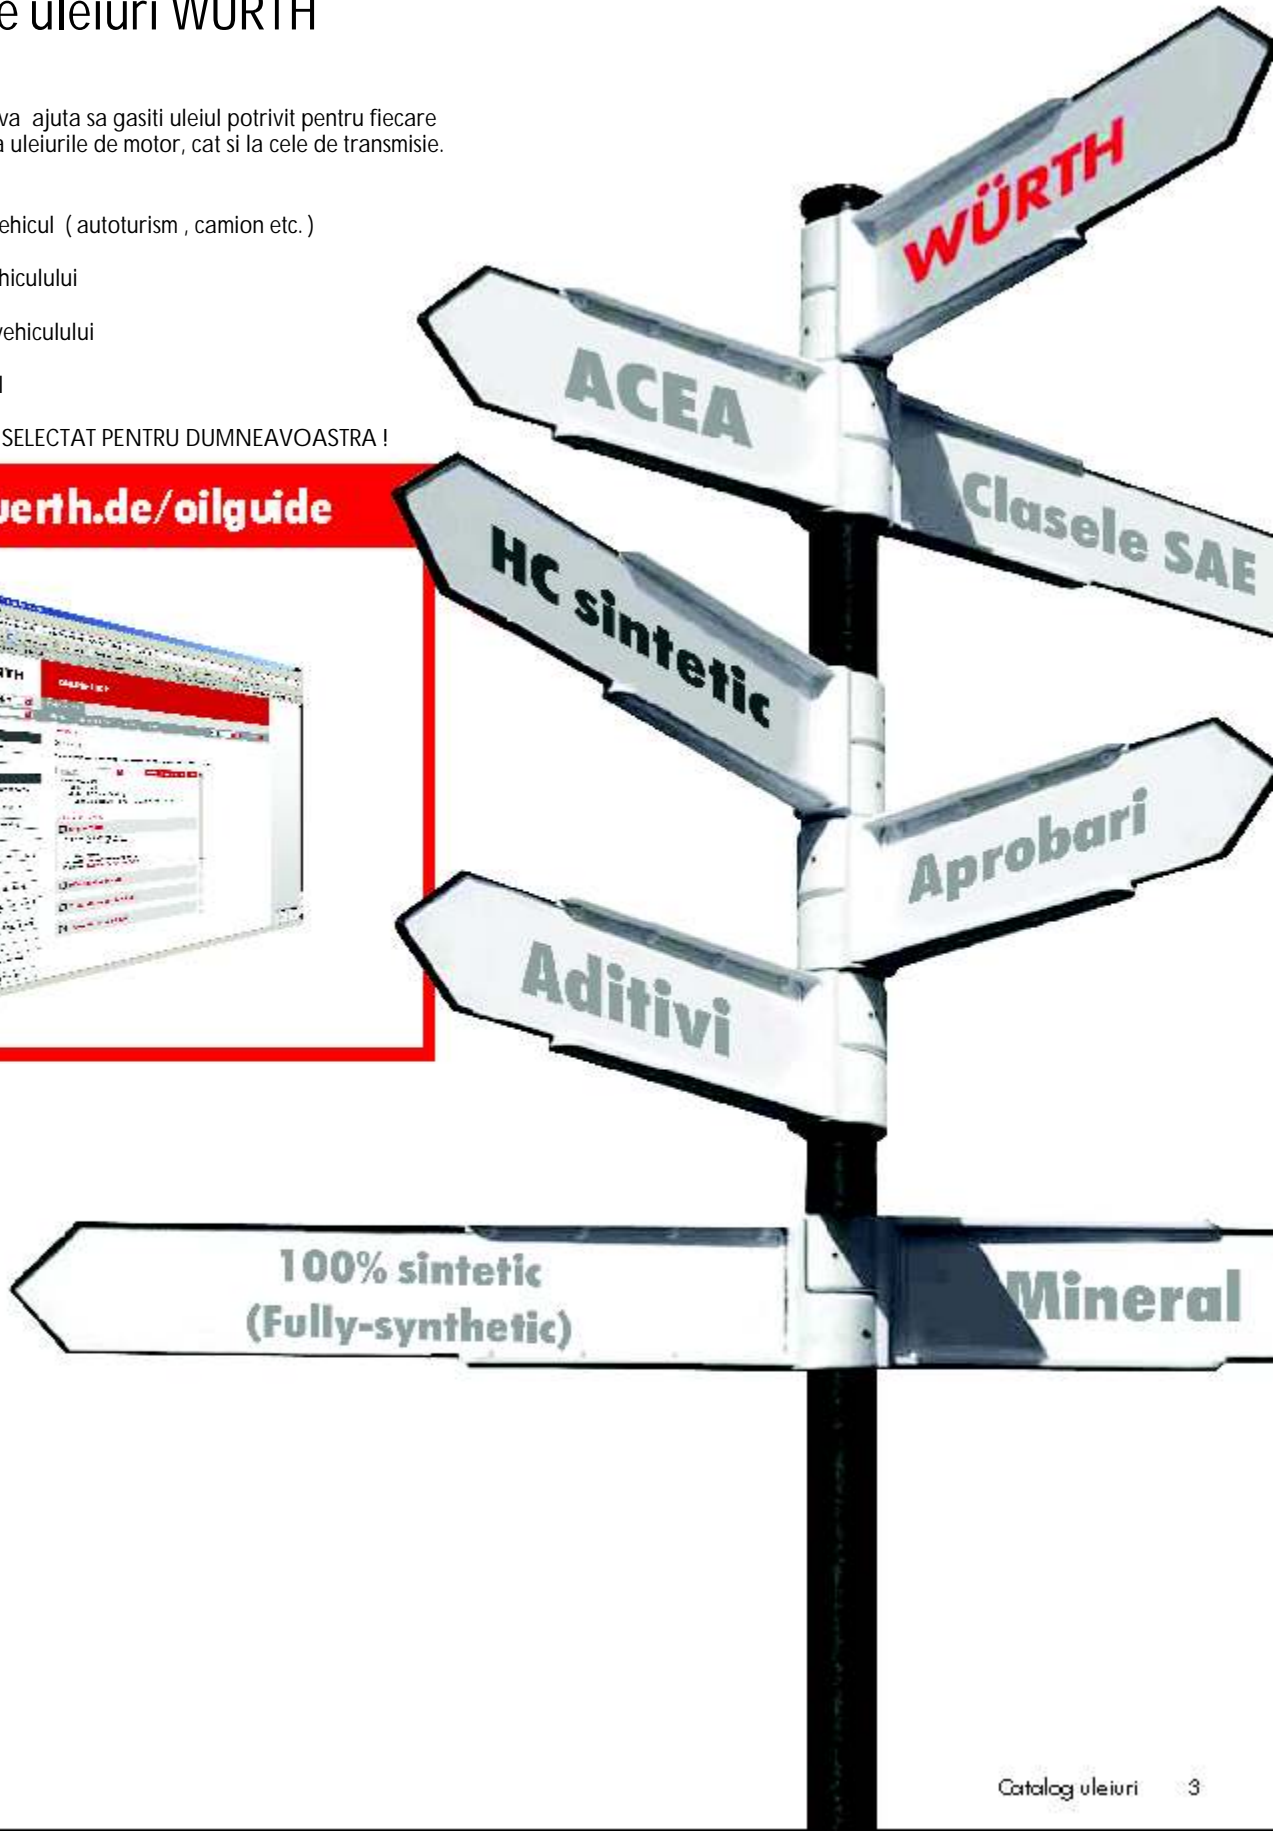 e uleiuri WURTH
va ajuta sa gasiti uleiul potrivit pentru fiecare
a uleiurile de motor, cat si la cele de transmisie.
ehicul ( autoturism , camion etc. )
hiculului
vehiculului
l
SELECTAT PENTRU DUMNEAVOASTRA !
uerth.de/oilguide
WÜRTH
ACEA
Clasele SAE
HC sintetic
Aprobari
Aditivi
100% sintetic
(Fully-synthetic)
Mineral
Catalog uleiuri 3